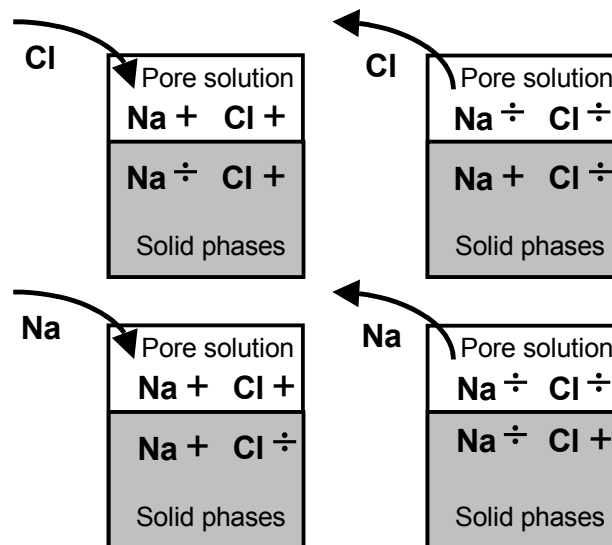 Cl
Pore solution
Na + Cl +
Na ÷ Cl +
Solid phases
Cl
Pore solution
Na ÷ Cl ÷
Na + Cl ÷
Solid phases
Na
Pore solution
Na + Cl +
Na + Cl ÷
Solid phases
Na
Pore solution
Na ÷ Cl ÷
Na ÷ Cl +
Solid phases